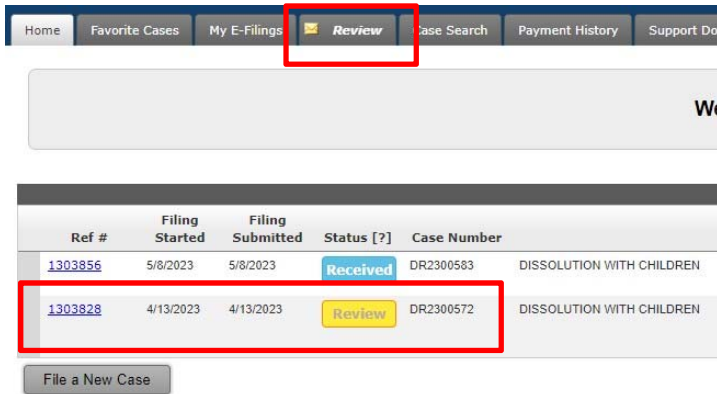 Home Favorite Cases My E-Filings Review Case Search Payment History Support Do
We
Filing Filing
Ref # Started Submitted Status [?] Case Number
1303856 5/8/2023 5/8/2023 Received DR2300583 DISSOLUTION WITH CHILDREN
1303828 4/13/2023 4/13/2023 Review DR2300572 DISSOLUTION WITH CHILDREN
File a New Case